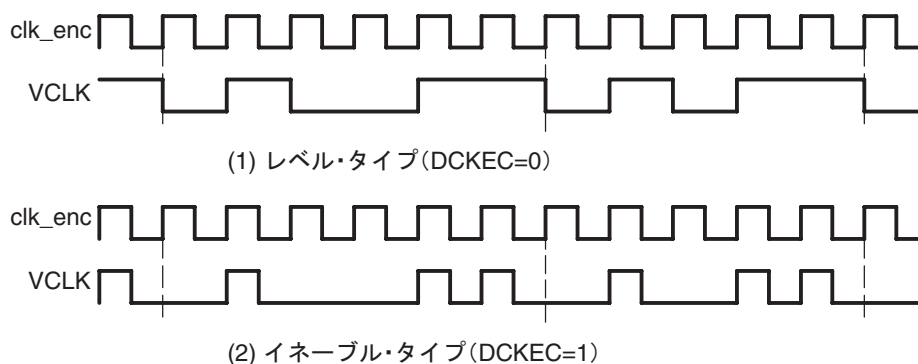 clk_enc
VCLK
(1) レベル・タイプ(DCKEC=0)
clk_enc
VCLK
(2) イネーブル・タイプ(DCKEC=1)